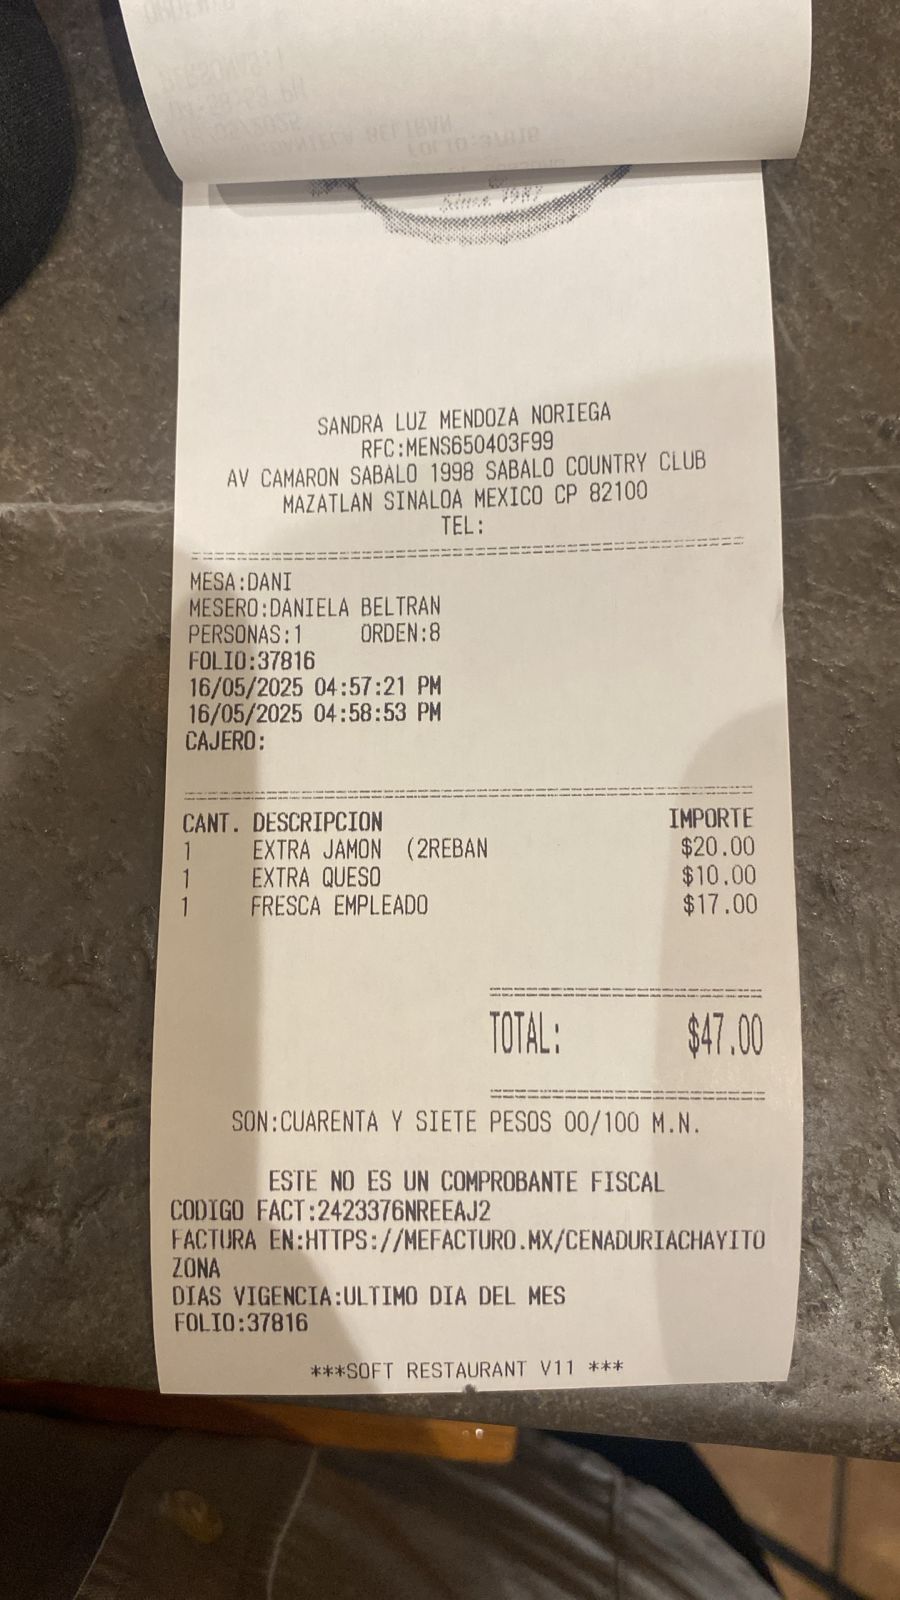 Since 1987
SANDRA LUZ MENDOZA NORIEGA
RFC:MENS650403F99
AV CAMARON SABALO 1998 SABALO COUNTRY CLUB
MAZATLAN SINALOA MEXICO CP 82100
TEL:
MESA:DANI
MESERO:DANIELA BELTRAN
PERSONAS:1 ORDEN:8
FOLIO:37816
16/05/2025 04:57:21 PM
16/05/2025 04:58:53 PM
CAJERO:
CANT. DESCRIPCION IMPORTE
1 EXTRA JAMON (2REBAN $20.00
1 EXTRA QUESO $10.00
1 FRESCA EMPLEADO $17.00
TOTAL: $47.00
SON:CUARENTA Y SIETE PESOS 00/100 M.N.
ESTE NO ES UN COMPROBANTE FISCAL
CODIGO FACT:2423376NREEAJ2
FACTURA EN:HTTPS://MEFACTURO.MX/CENADURIACHAYITO
ZONA
DIAS VIGENCIA:ULTIMO DIA DEL MES
FOLIO:37816
***SOFT RESTAURANT V11 ***